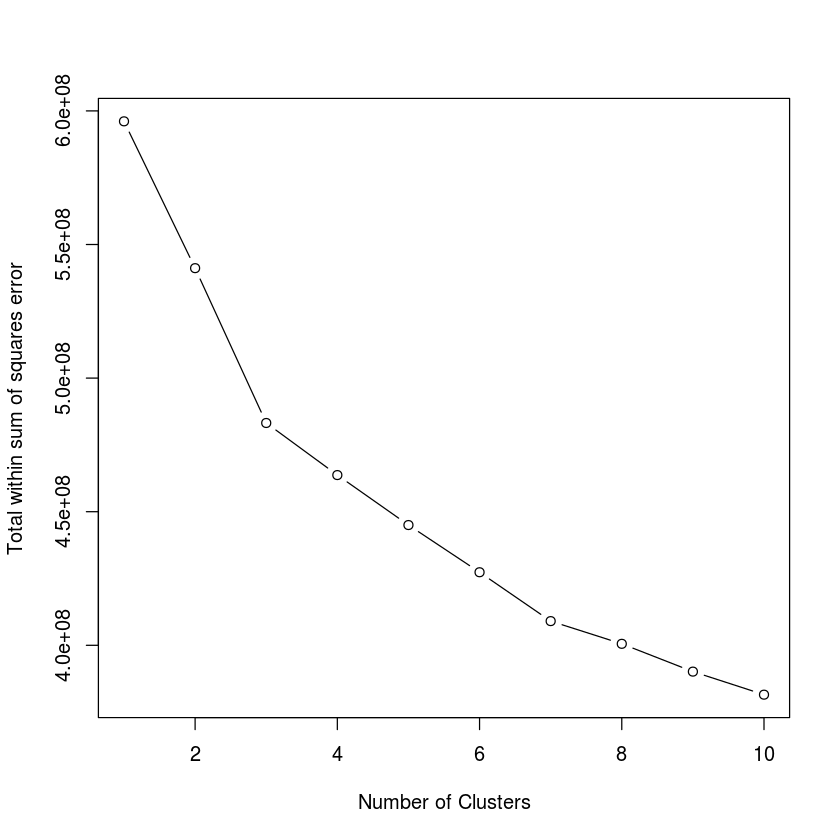 6.0e+08
5.5e+08
5.0e+08
4.5e+08
4.0e+08
Total within sum of squares error
2 4 6 8 10
Number of Clusters